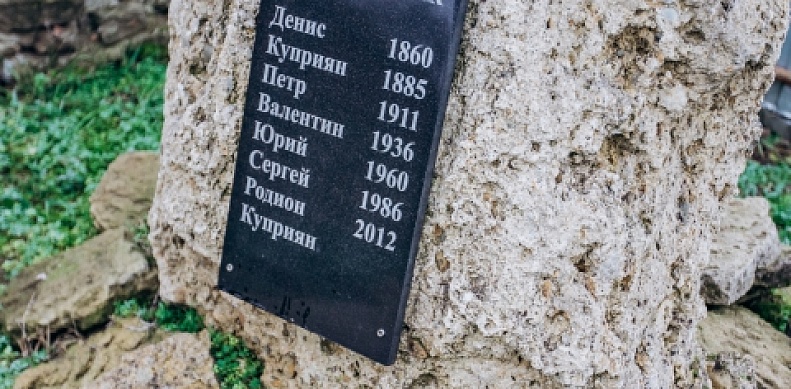 Денис 1860
Куприян 1885
Петр 1911
Валентин 1936
Юрий 1960
Сергей 1986
Родион 2012
Куприян